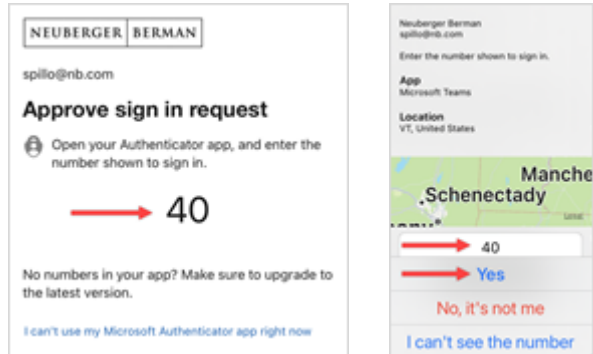 NEUBERGER BERMAN
spillo@nb.com
Approve sign in request
Open your Authenticator app, and enter the
number shown to sign in.
40
No numbers in your app? Make sure to upgrade to
the latest version.
I can't use my Microsoft Authenticator app right now
Neuberger Berman
spillo@nb.com
Enter the number shown to sign in.
App
Microsoft Teams
Location
VT, United States
Manche
Schenectady
40
Yes
No, it's not me
I can't see the number